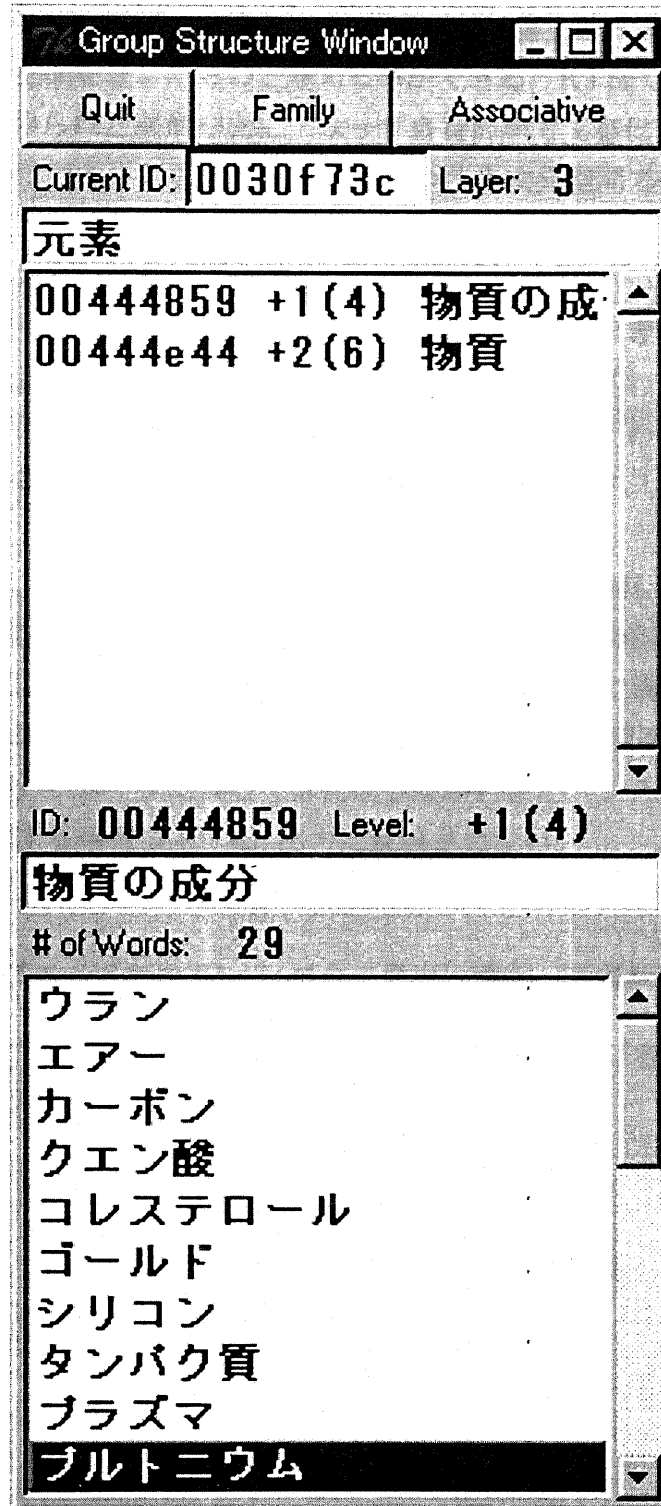 Group Structure Window
Quit Family Associative
Current ID: 0030f73c Layer: 3
元素
00444859 +1(4) 物質の成
00444e44 +2(6) 物質
ID: 00444859 Level: +1(4)
物質の成分
# of Words: 29
ウラン
エアー
カーボン
クエン酸
コレステロール
ゴールド
シリコン
タンパク質
プラズマ
プルトニウム